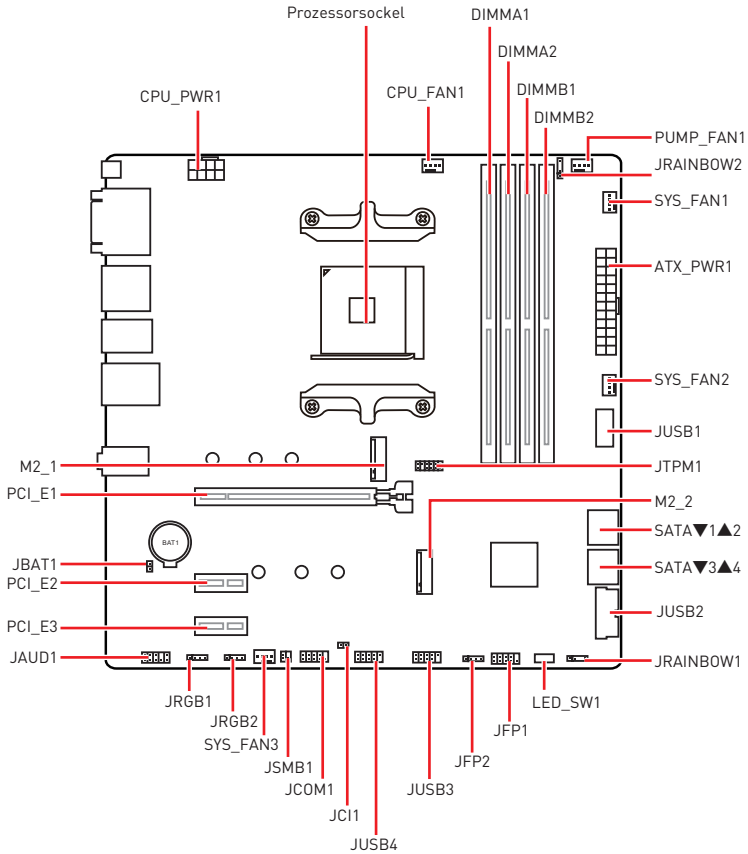 Prozessorsockel
DIMMA1
DIMMA2
CPU_PWR1
CPU_FAN1
DIMMB1
DIMMB2
PUMP_FAN1
JRAINBOW2
SYS_FAN1
ATX_PWR1
SYS_FAN2
JUSB1
M2_1
JTPM1
PCI_E1
M2_2
SATA▼1▲2
BAT1
JBAT1
SATA▼3▲4
PCI_E2
JUSB2
PCI_E3
JAUD1
JRAINBOW1
JRGB1
LED_SW1
JRGB2
JFP1
SYS_FAN3
JFP2
JSMB1
JUSB3
JCOM1
JCI1
JUSB4